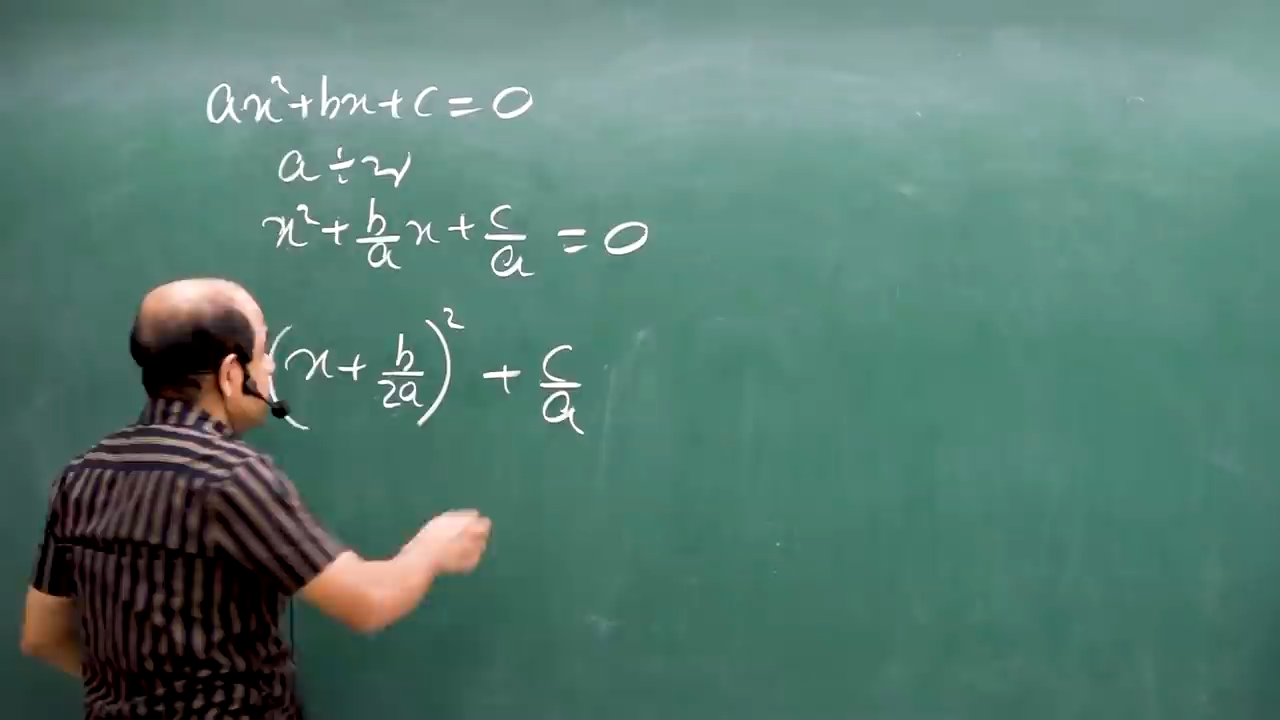 ax² + bx + c = 0
a ÷
x² + b/a x + c/a = 0
(x + b/2a)² + c/a